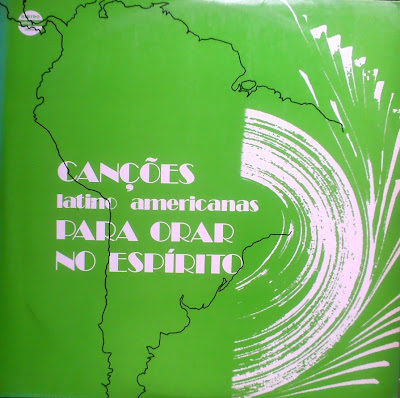 CANÇÕES
latino americanas
PARA ORAR
NO ESPÍRITO